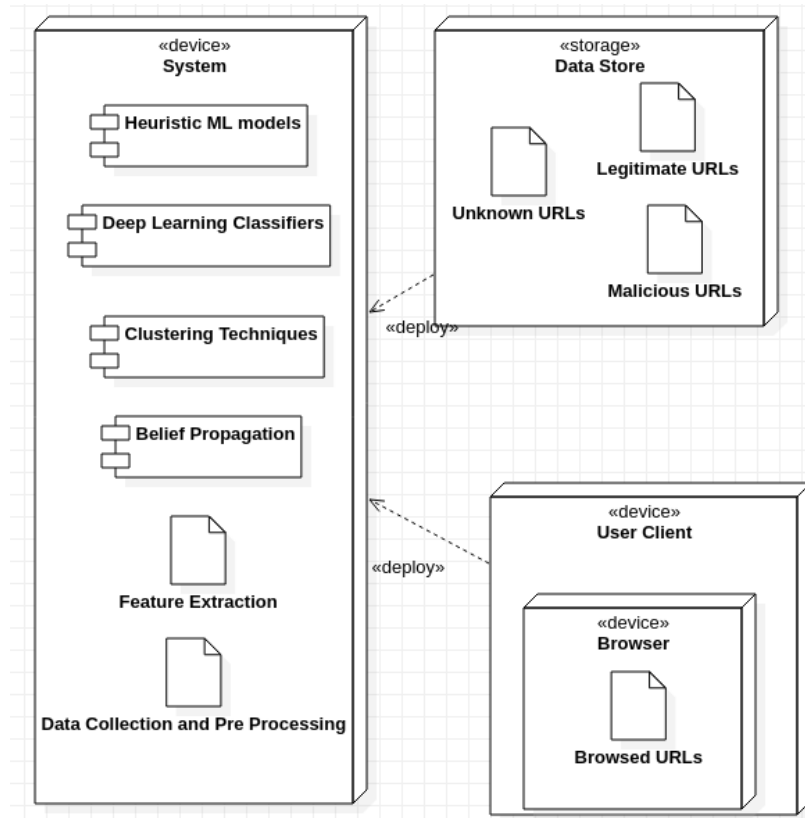 «device»
System
Heuristic ML models
Deep Learning Classifiers
Clustering Techniques
Belief Propagation
Feature Extraction
Data Collection and Pre Processing
«storage»
Data Store
Legitimate URLs
Unknown URLs
Malicious URLs
«deploy»
«device»
User Client
«deploy»
«device»
Browser
Browsed URLs